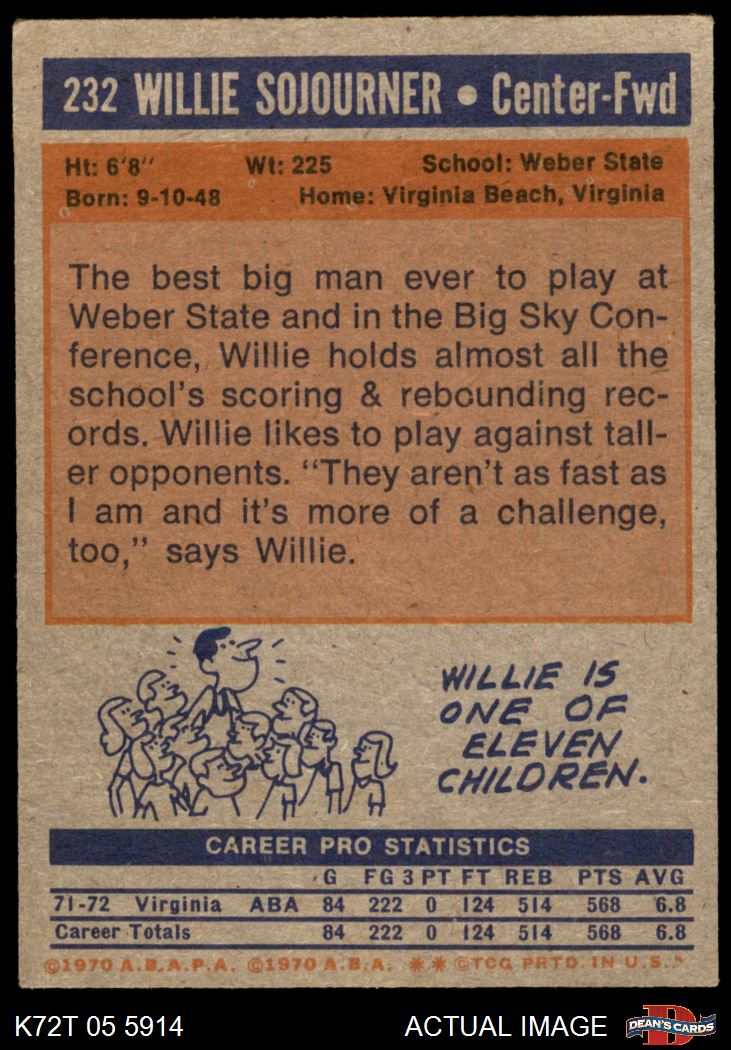 232 WILLIE SOJOURNER • Center-Fwd
Ht: 6'8" Wt: 225 School: Weber State
Born: 9-10-48 Home: Virginia Beach, Virginia
The best big man ever to play at
Weber State and in the Big Sky Con-
ference, Willie holds almost all the
school's scoring & rebounding rec-
ords. Willie likes to play against tall-
er opponents. "They aren't as fast as
I am and it's more of a challenge,
too," says Willie.
WILLIE IS
ONE OF
ELEVEN
CHILDREN.
CAREER PRO STATISTICS
G FG 3 PT FT REB PTS AVG
71-72 Virginia ABA 84 222 0 124 514 568 6.8
Career Totals 84 222 0 124 514 568 6.8
©1970 A.B.A.P.A. ©1970 A.B.A. ** ©TCG PRTD. IN U.S.A
K72T 05 5914 ACTUAL IMAGE
D
DEAN'S CARDS